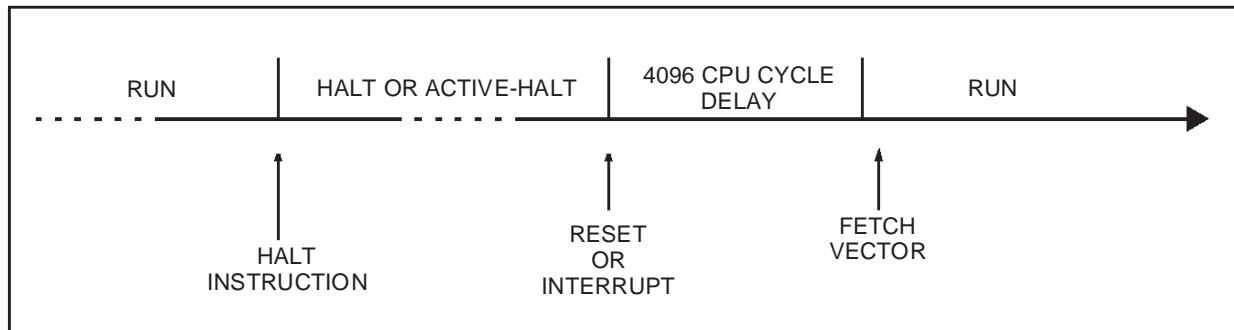 RUN
HALT OR ACTIVE-HALT
4096 CPU CYCLE
DELAY
RUN
HALT
INSTRUCTION
RESET
OR
INTERRUPT
FETCH
VECTOR